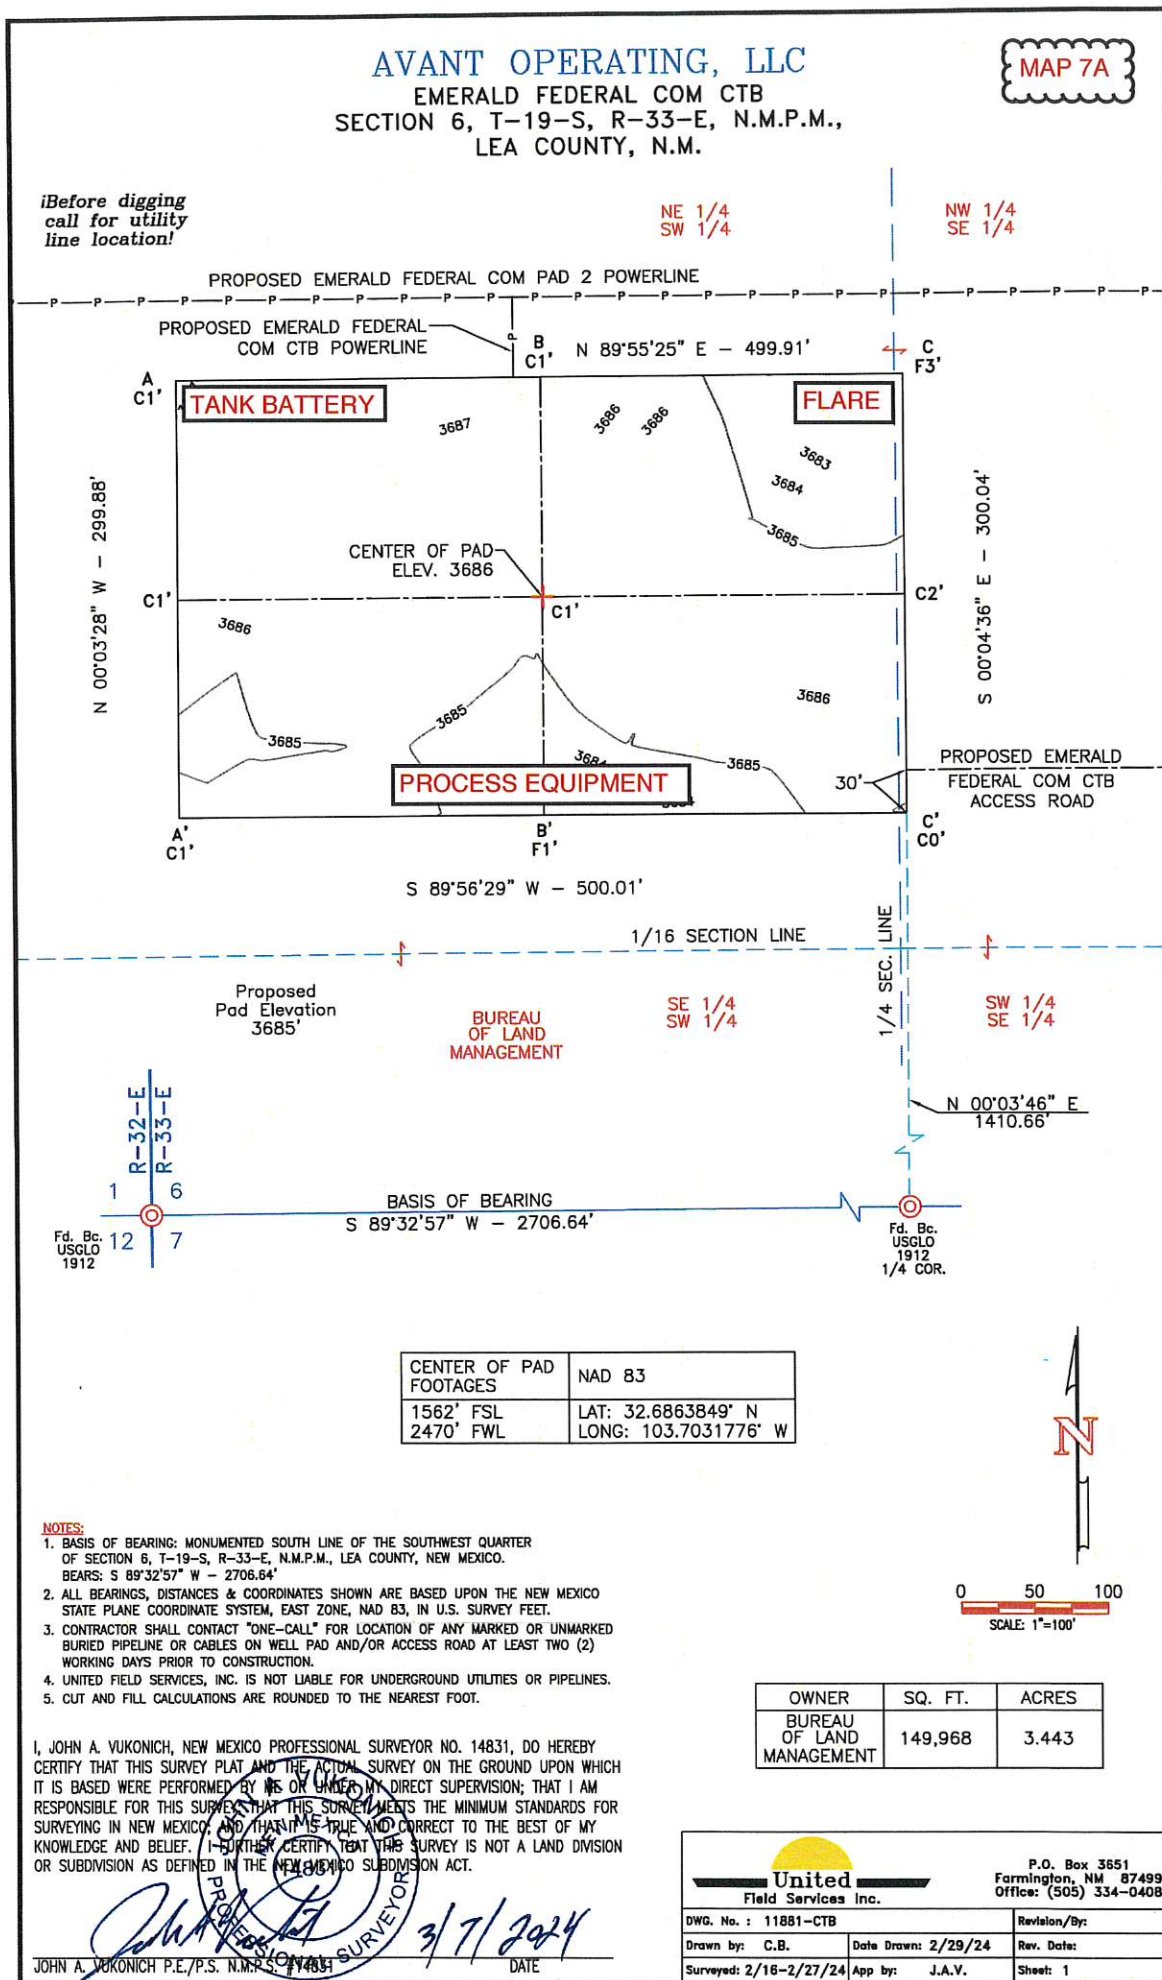 AVANT OPERATING, LLC
EMERALD FEDERAL COM CTB
SECTION 6, T-19-S, R-33-E, N.M.P.M.,
LEA COUNTY, N.M.
MAP 7A
¡Before digging
call for utility
line location!
NE 1/4
SW 1/4
NW 1/4
SE 1/4
PROPOSED EMERALD FEDERAL COM PAD 2 POWERLINE
P P P P P P P P P P P P P P P P P P P P P P P P P P
PROPOSED EMERALD FEDERAL
COM CTB POWERLINE
P
B
C1'
N 89°55'25" E - 499.91'
C
F3'
A
C1'
TANK BATTERY
FLARE
3687
3686
3686
3683
3684
3685
N 00°03'28" W - 299.88'
S 00°04'36" E - 300.04'
CENTER OF PAD
ELEV. 3686
C1'
C1'
C2'
3686
3686
3685
3685
3685
PROCESS EQUIPMENT
30'
PROPOSED EMERALD
FEDERAL COM CTB
ACCESS ROAD
A'
C1'
B'
F1'
C'
C0'
S 89°56'29" W - 500.01'
1/16 SECTION LINE
1/4 SEC. LINE
Proposed
Pad Elevation
3685'
BUREAU
OF LAND
MANAGEMENT
SE 1/4
SW 1/4
SW 1/4
SE 1/4
N 00°03'46" E
1410.66'
R-32-E
R-33-E
1 6
12 7
Fd. Bc.
USGLO
1912
BASIS OF BEARING
S 89°32'57" W - 2706.64'
Fd. Bc.
USGLO
1912
1/4 COR.
CENTER OF PAD FOOTAGES NAD 83
1562' FSL LAT: 32.6863849° N
2470' FWL LONG: 103.7031776° W
N
NOTES:
1. BASIS OF BEARING: MONUMENTED SOUTH LINE OF THE SOUTHWEST QUARTER
OF SECTION 6, T-19-S, R-33-E, N.M.P.M., LEA COUNTY, NEW MEXICO.
BEARS: S 89°32'57" W - 2706.64'
2. ALL BEARINGS, DISTANCES & COORDINATES SHOWN ARE BASED UPON THE NEW MEXICO
STATE PLANE COORDINATE SYSTEM, EAST ZONE, NAD 83, IN U.S. SURVEY FEET.
3. CONTRACTOR SHALL CONTACT "ONE-CALL" FOR LOCATION OF ANY MARKED OR UNMARKED
BURIED PIPELINE OR CABLES ON WELL PAD AND/OR ACCESS ROAD AT LEAST TWO (2)
WORKING DAYS PRIOR TO CONSTRUCTION.
4. UNITED FIELD SERVICES, INC. IS NOT LIABLE FOR UNDERGROUND UTILITIES OR PIPELINES.
5. CUT AND FILL CALCULATIONS ARE ROUNDED TO THE NEAREST FOOT.
0 50 100
SCALE: 1"=100'
OWNER SQ. FT. ACRES
BUREAU OF LAND MANAGEMENT 149,968 3.443
I, JOHN A. VUKONICH, NEW MEXICO PROFESSIONAL SURVEYOR NO. 14831, DO HEREBY
CERTIFY THAT THIS SURVEY PLAT AND THE ACTUAL SURVEY ON THE GROUND UPON WHICH
IT IS BASED WERE PERFORMED BY ME OR UNDER MY DIRECT SUPERVISION; THAT I AM
RESPONSIBLE FOR THIS SURVEY; THAT THIS SURVEY MEETS THE MINIMUM STANDARDS FOR
SURVEYING IN NEW MEXICO; AND THAT IT IS TRUE AND CORRECT TO THE BEST OF MY
KNOWLEDGE AND BELIEF. I FURTHER CERTIFY THAT THIS SURVEY IS NOT A LAND DIVISION
OR SUBDIVISION AS DEFINED IN THE NEW MEXICO SUBDIVISION ACT.
JOHN A. VUKONICH
NEW MEXICO
14831
PROFESSIONAL SURVEYOR
3/7/2024
JOHN A. VUKONICH P.E./P.S. N.M.P.S. #14831 DATE
United
Field Services Inc.
P.O. Box 3651
Farmington, NM 87499
Office: (505) 334-0408
DWG. No. : 11881-CTB Revision/By:
Drawn by: C.B. Date Drawn: 2/29/24 Rev. Date:
Surveyed: 2/16-2/27/24 App by: J.A.V. Sheet: 1